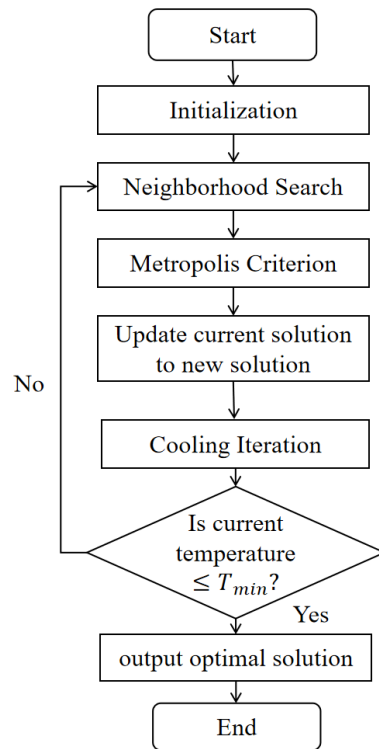 Start
Initialization
Neighborhood Search
Metropolis Criterion
Update current solution
to new solution
No
Cooling Iteration
Is current
temperature
≤ T_min?
Yes
output optimal solution
End